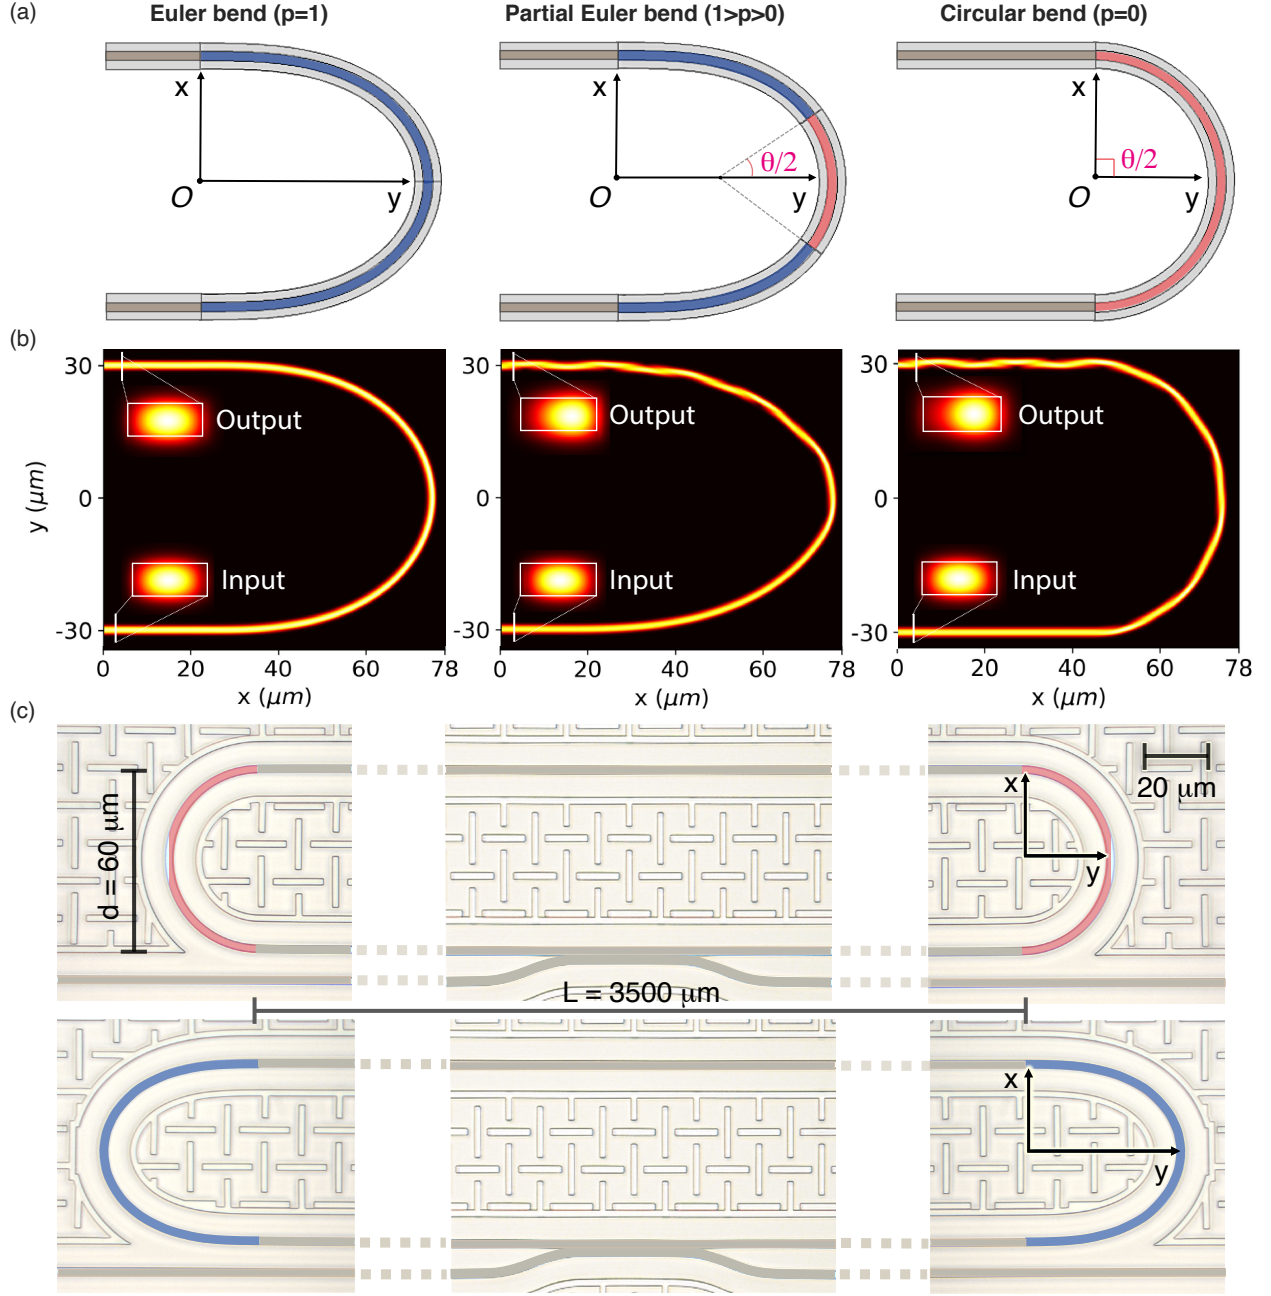 (a)
Euler bend (p=1)
Partial Euler bend (1>p>0)
Circular bend (p=0)
x
O
y
x
θ/2
O
y
x
θ/2
O
y
(b)
30
0
-30
y (μm)
Output
Input
0
20
40
60
78
x (μm)
30
0
-30
Output
Input
0
20
40
60
78
x (μm)
30
0
-30
Output
Input
0
20
40
60
78
x (μm)
(c)
d = 60 μm
x
y
20 μm
L = 3500 μm
x
y